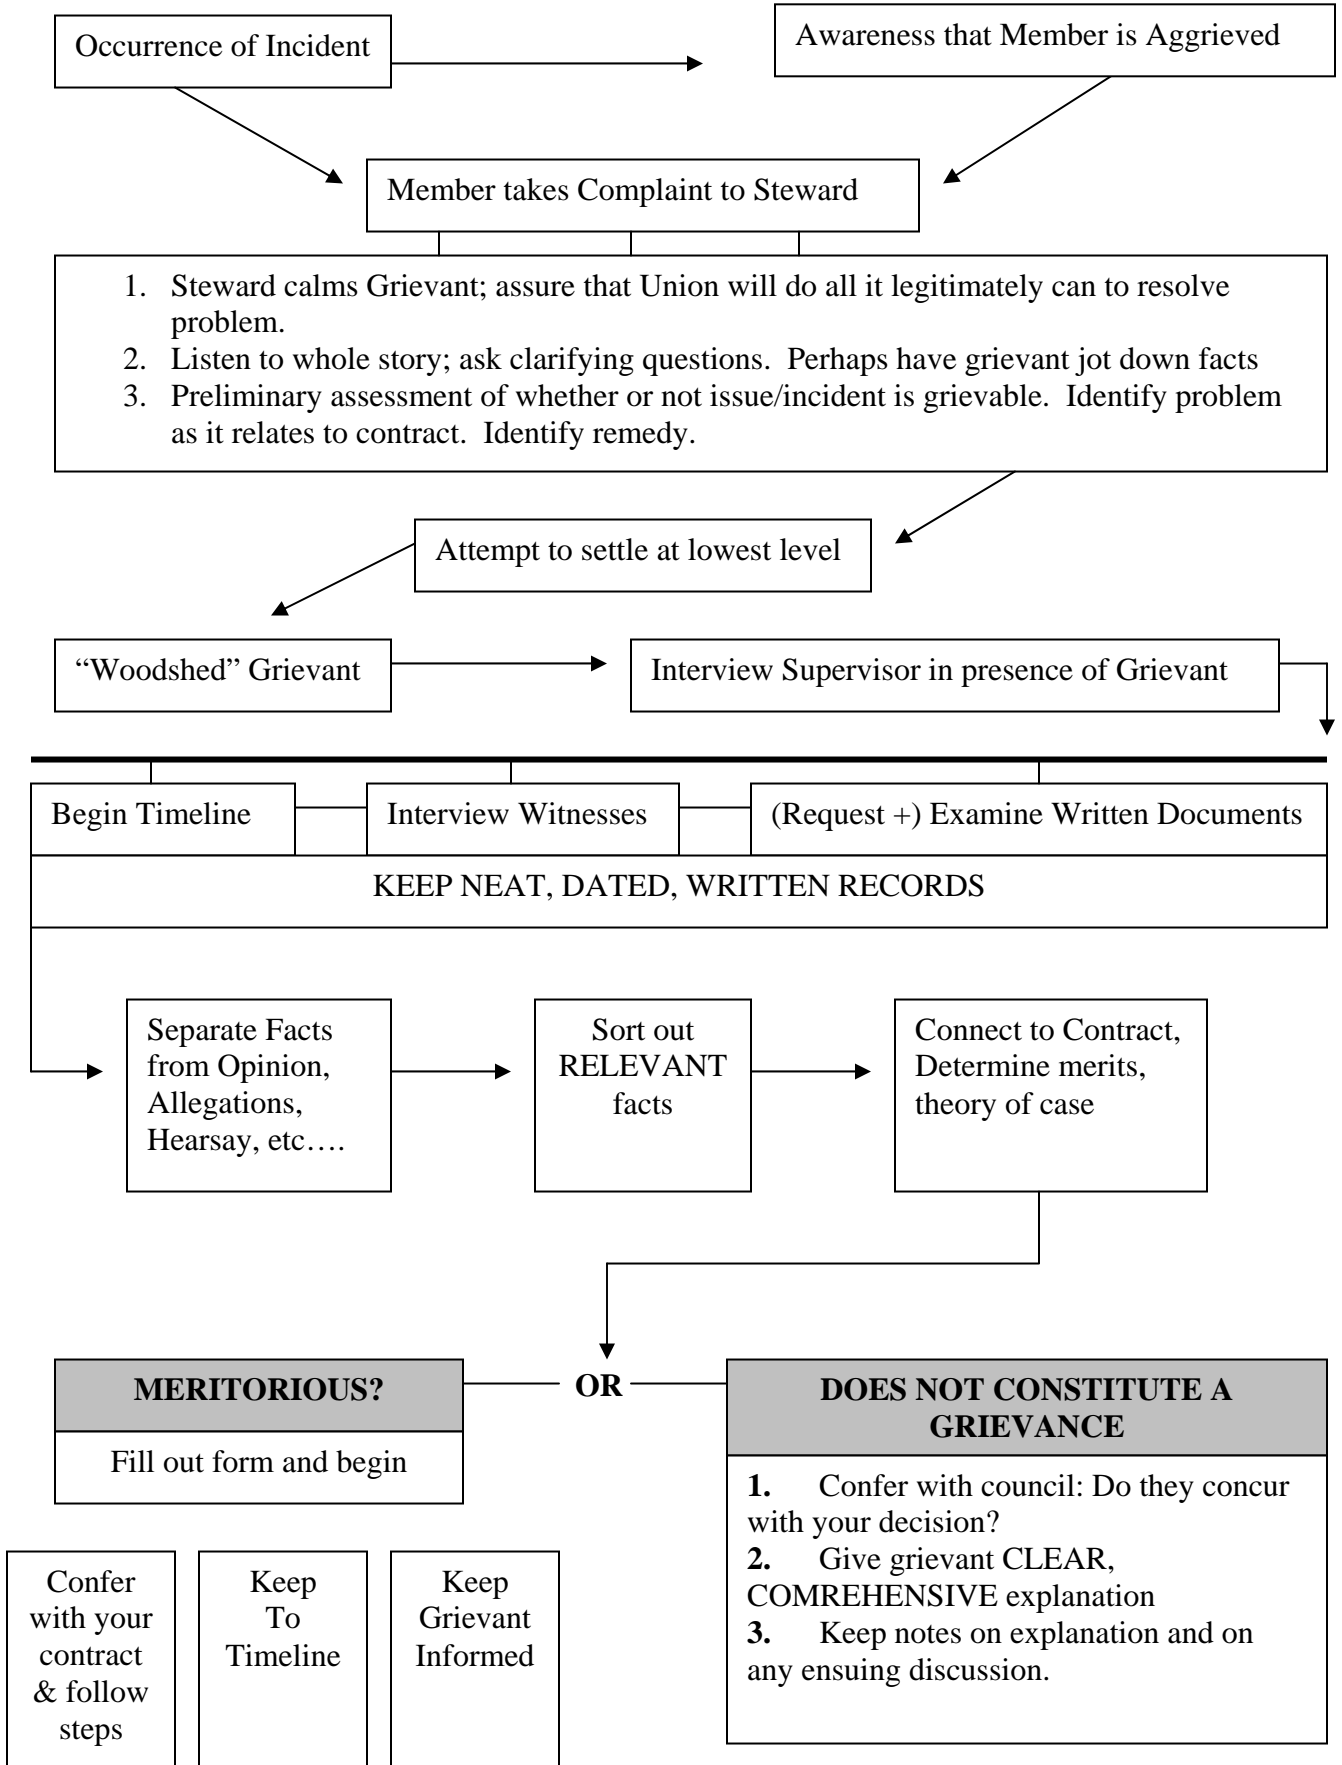 Occurrence of Incident
Awareness that Member is Aggrieved
Member takes Complaint to Steward
1. Steward calms Grievant; assure that Union will do all it legitimately can to resolve
problem.
2. Listen to whole story; ask clarifying questions. Perhaps have grievant jot down facts
3. Preliminary assessment of whether or not issue/incident is grievable. Identify problem
as it relates to contract. Identify remedy.
Attempt to settle at lowest level
“Woodshed” Grievant
Interview Supervisor in presence of Grievant
Begin Timeline
Interview Witnesses
(Request +) Examine Written Documents
KEEP NEAT, DATED, WRITTEN RECORDS
Separate Facts
from Opinion,
Allegations,
Hearsay, etc….
Sort out
RELEVANT
facts
Connect to Contract,
Determine merits,
theory of case
MERITORIOUS?
Fill out form and begin
OR
DOES NOT CONSTITUTE A
GRIEVANCE
1. Confer with council: Do they concur
with your decision?
2. Give grievant CLEAR,
COMREHENSIVE explanation
3. Keep notes on explanation and on
any ensuing discussion.
Confer
with your
contract
& follow
steps
Keep
To
Timeline
Keep
Grievant
Informed